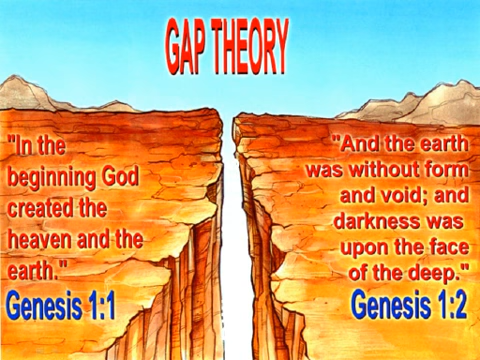 GAP THEORY
"In the
beginning God
created the
heaven and the
earth."
Genesis 1:1
"And the earth
was without form
and void; and
darkness was
upon the face
of the deep."
Genesis 1:2